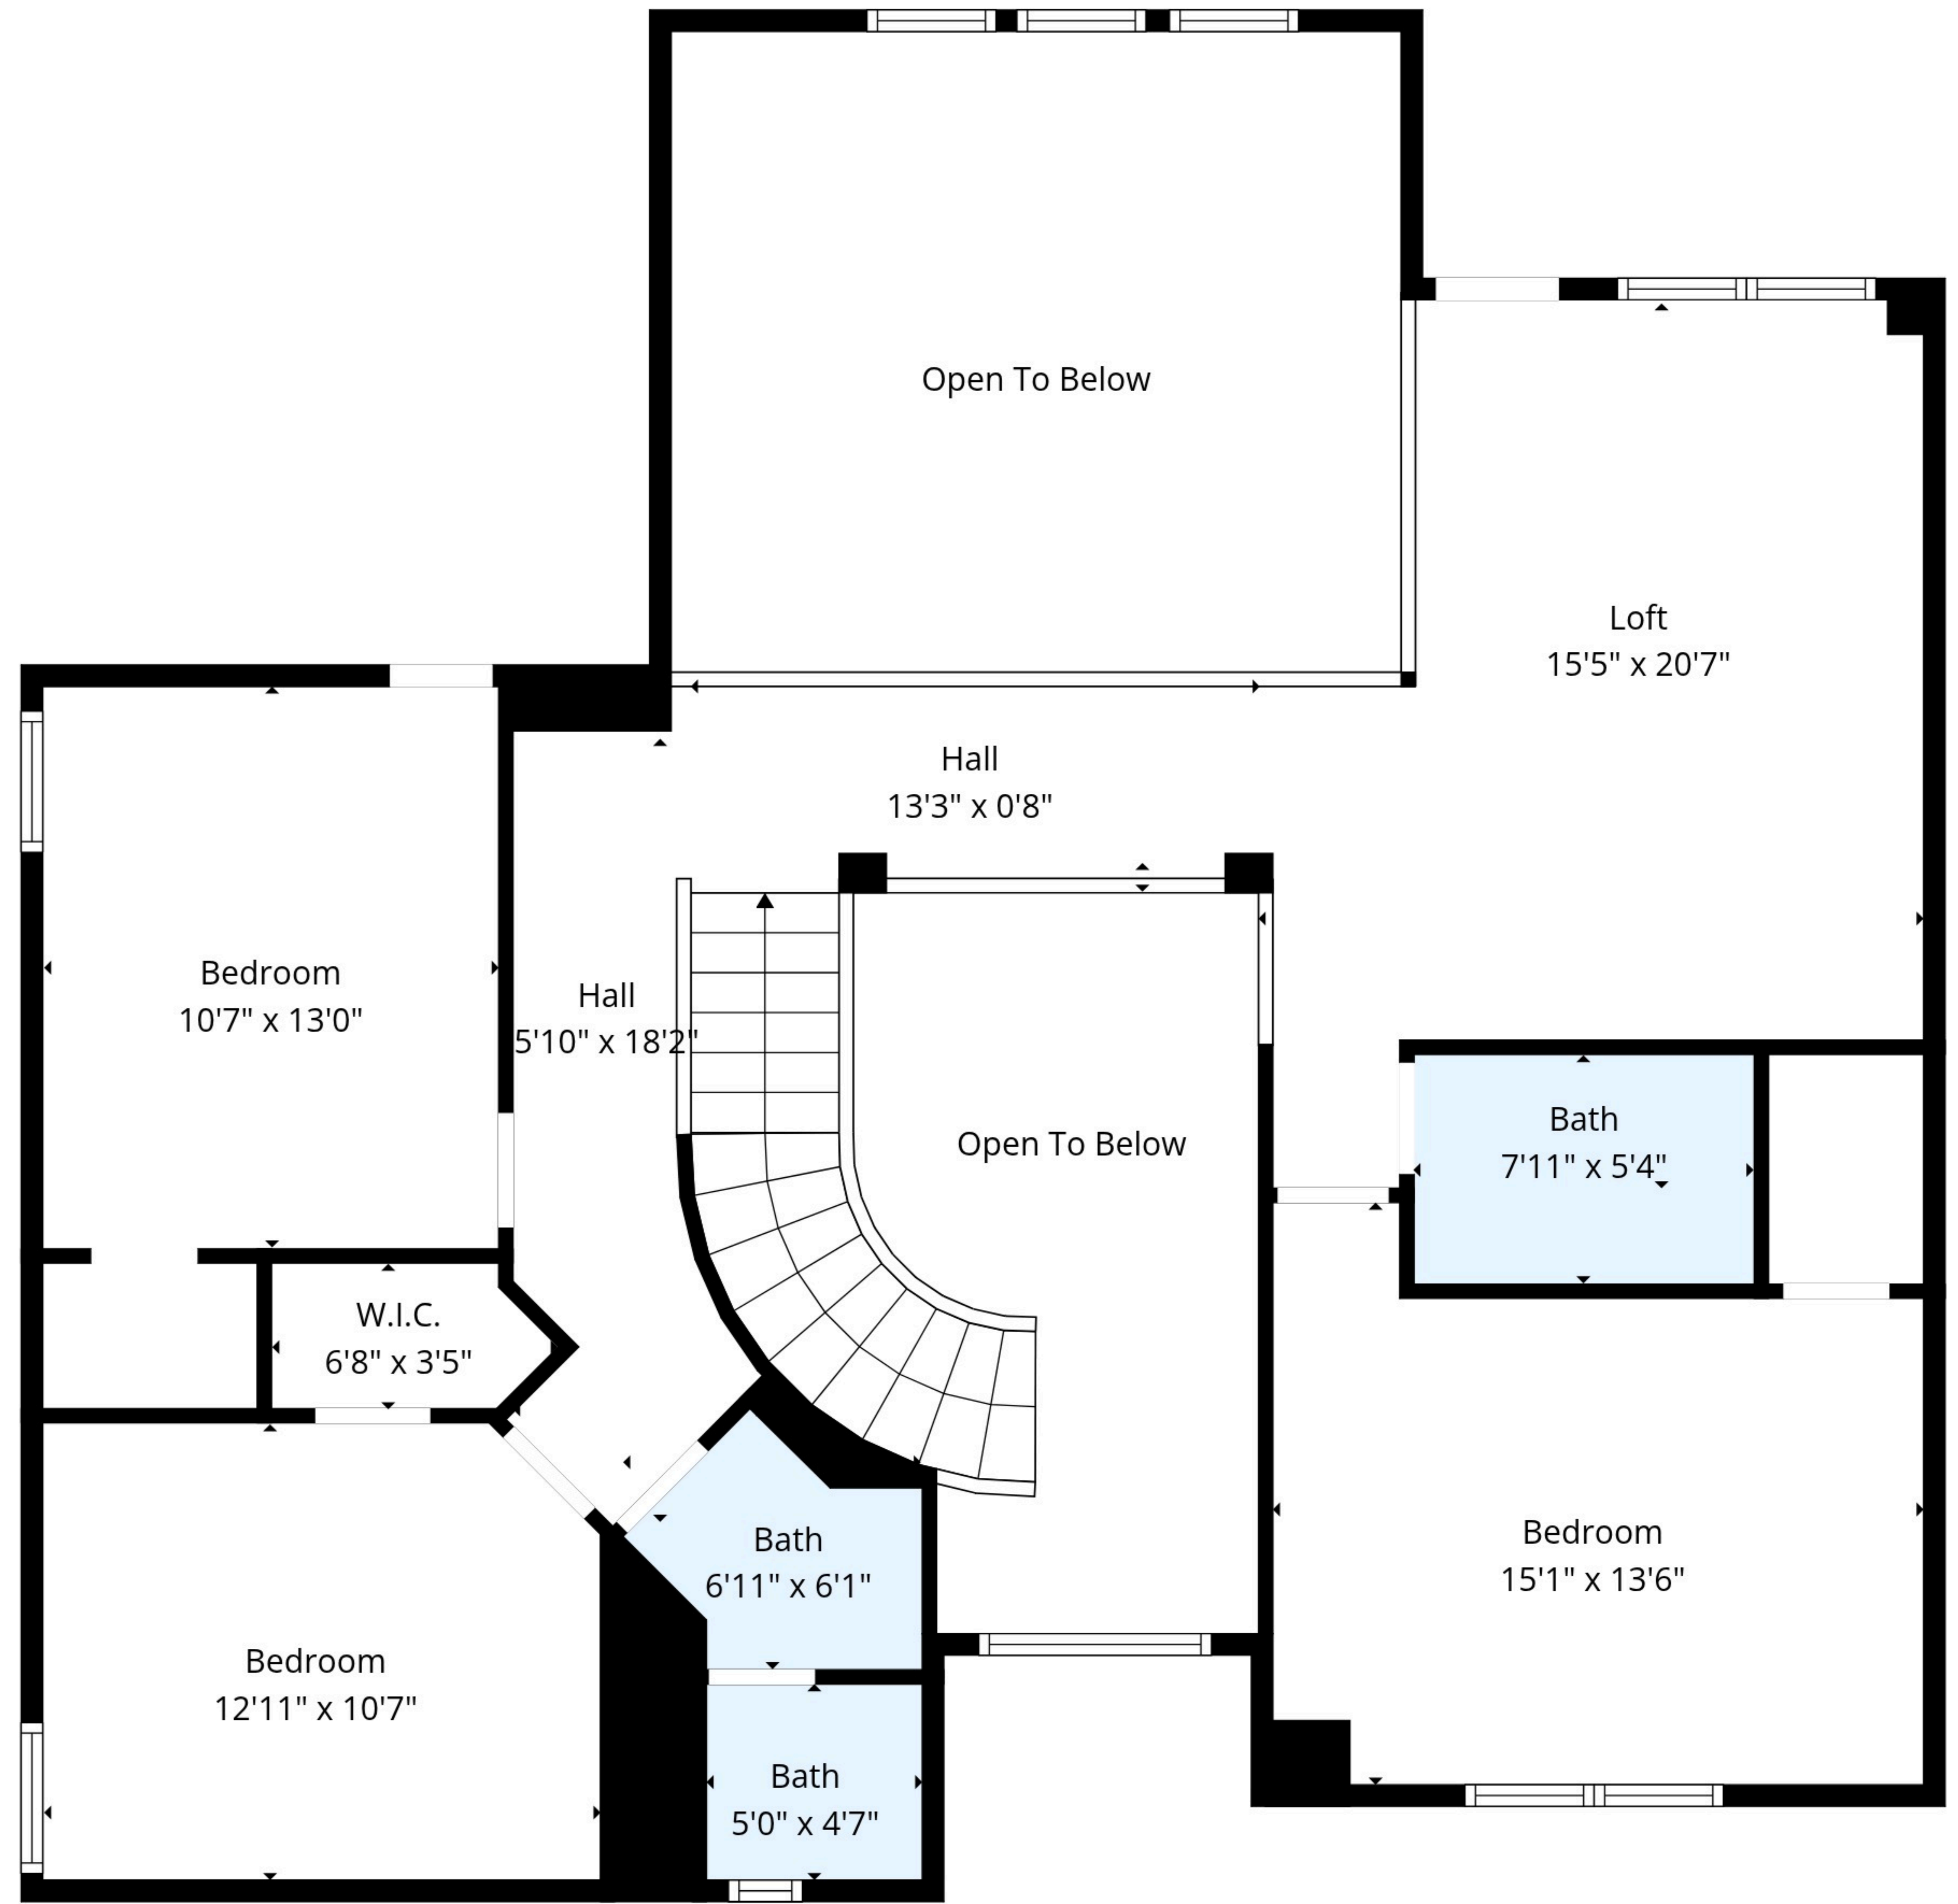 Open To Below
Loft
15'5" x 20'7"
Hall
13'3" x 0'8"
Bedroom
10'7" x 13'0"
Hall
5'10" x 18'2"
Open To Below
Bath
7'11" x 5'4"
W.I.C.
6'8" x 3'5"
Bath
6'11" x 6'1"
Bedroom
15'1" x 13'6"
Bedroom
12'11" x 10'7"
Bath
5'0" x 4'7"